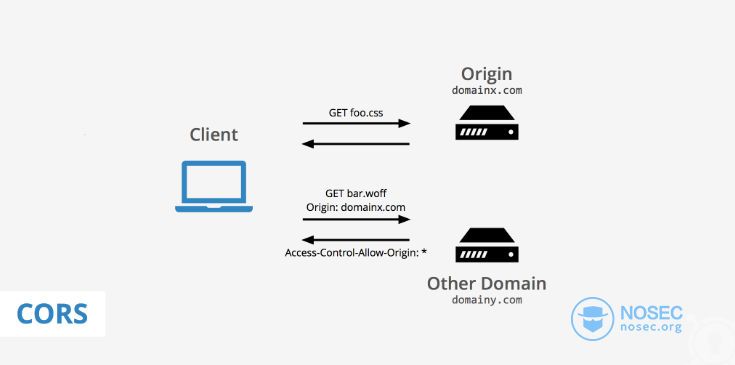 Origin
domainx.com
GET foo.css
Client
GET bar.woff
Origin: domainx.com
Access-Control-Allow-Origin: *
Other Domain
domainy.com
CORS
NOSEC
nosec.org